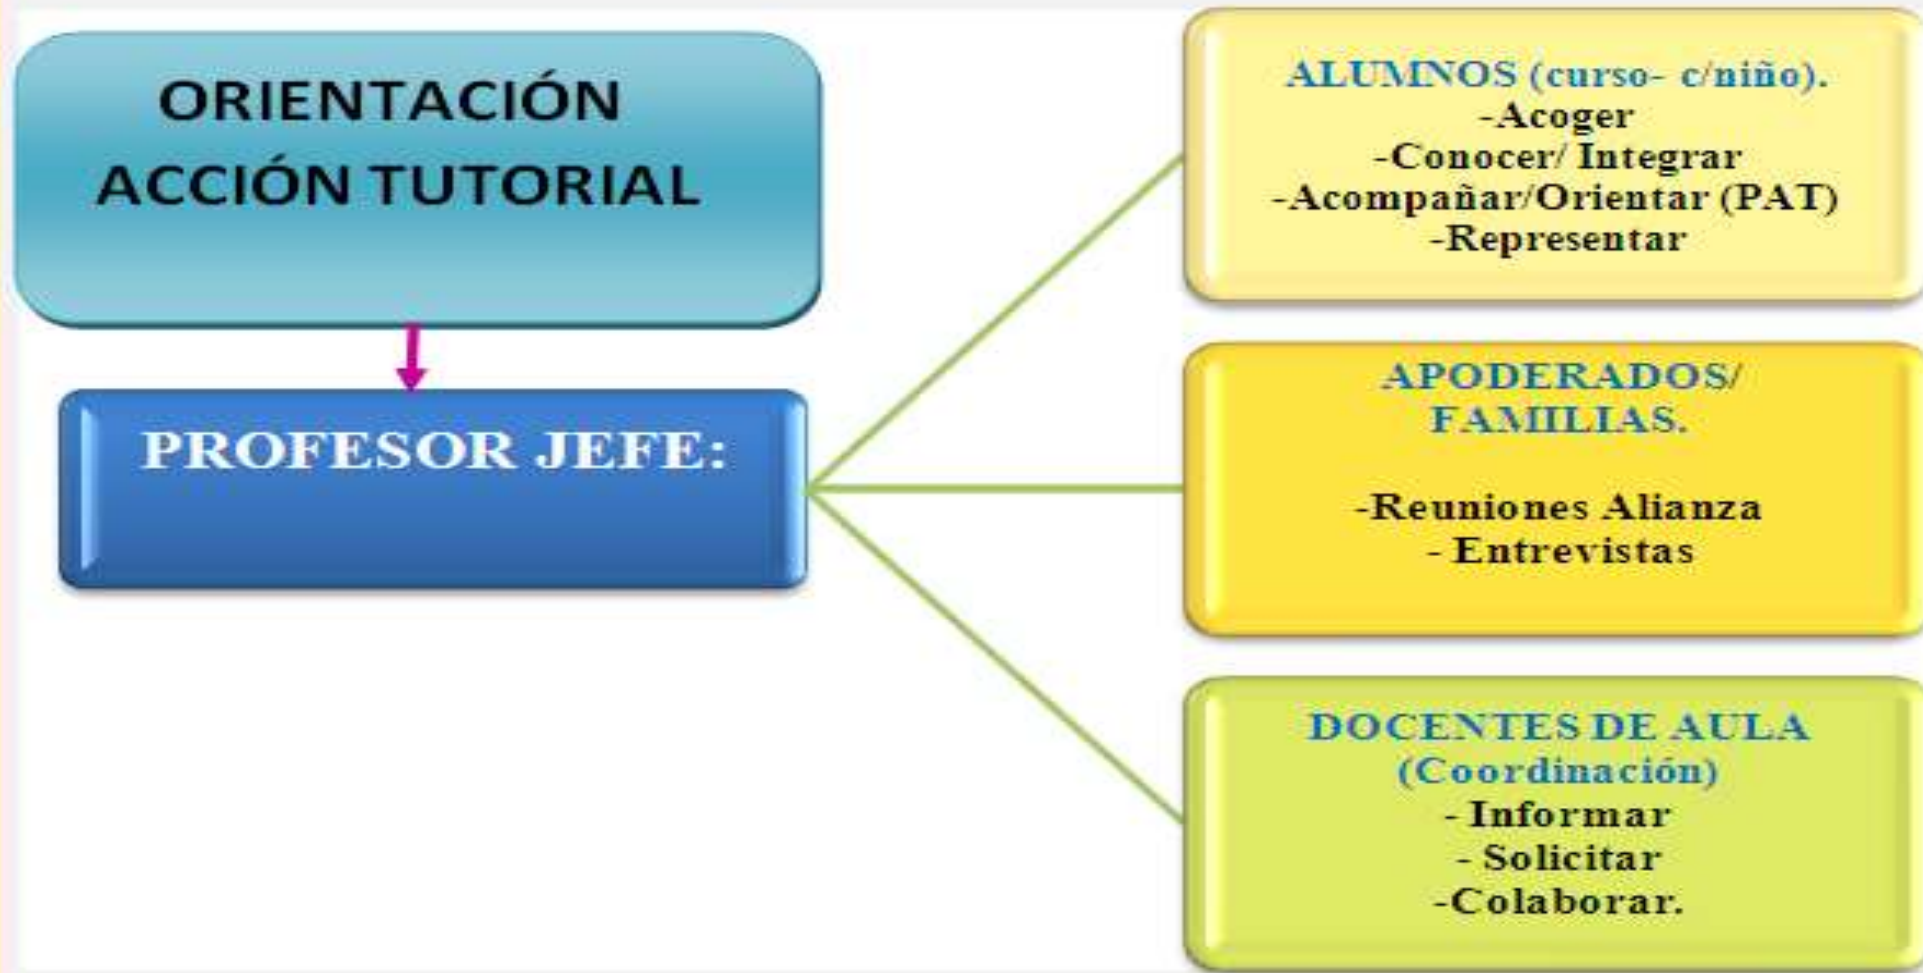 ORIENTACIÓN
ACCIÓN TUTORIAL
PROFESOR JEFE:
ALUMNOS (curso- c/niño).
-Acoger
-Conocer/ Integrar
-Acompañar/Orientar (PAT)
-Representar
APODERADOS/
FAMILIAS.
-Reuniones Alianza
- Entrevistas
DOCENTES DE AULA
(Coordinación)
- Informar
- Solicitar
-Colaborar.